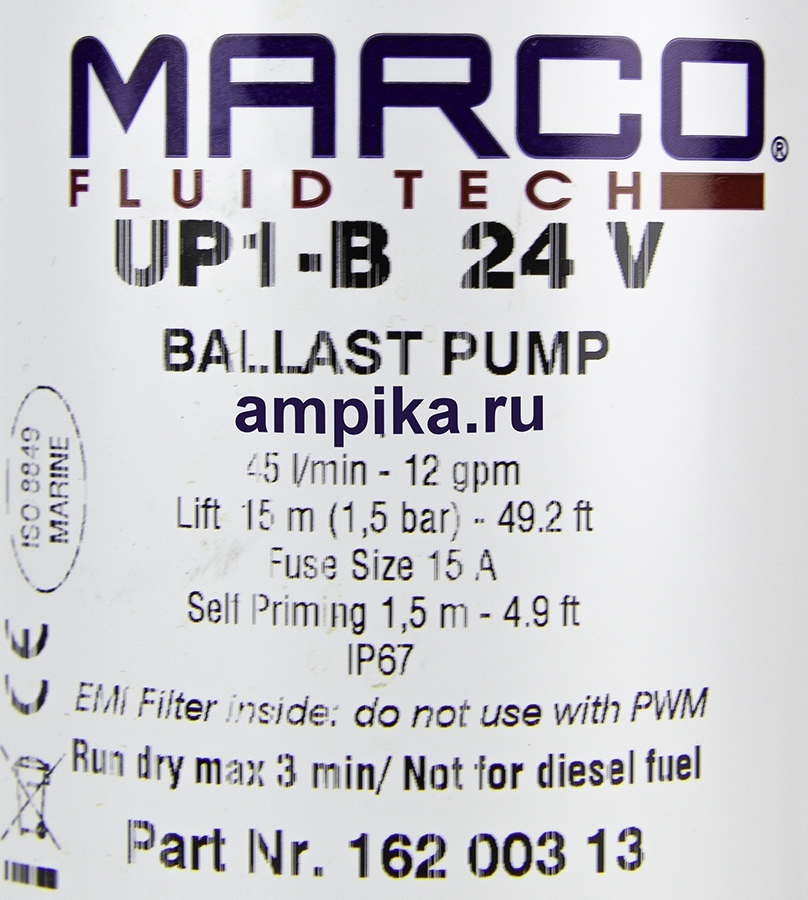 MARCO®
FLUID TECH
UP1-B 24 V
BALLAST PUMP
ampika.ru
45 l/min - 12 gpm
Lift 15 m (1,5 bar) - 49.2 ft
Fuse Size 15 A
Self Priming 1,5 m - 4.9 ft
IP67
EMI Filter inside: do not use with PWM
Run dry max 3 min/ Not for diesel fuel
Part Nr. 162 003 13
ISO 8849
MARINE
CE